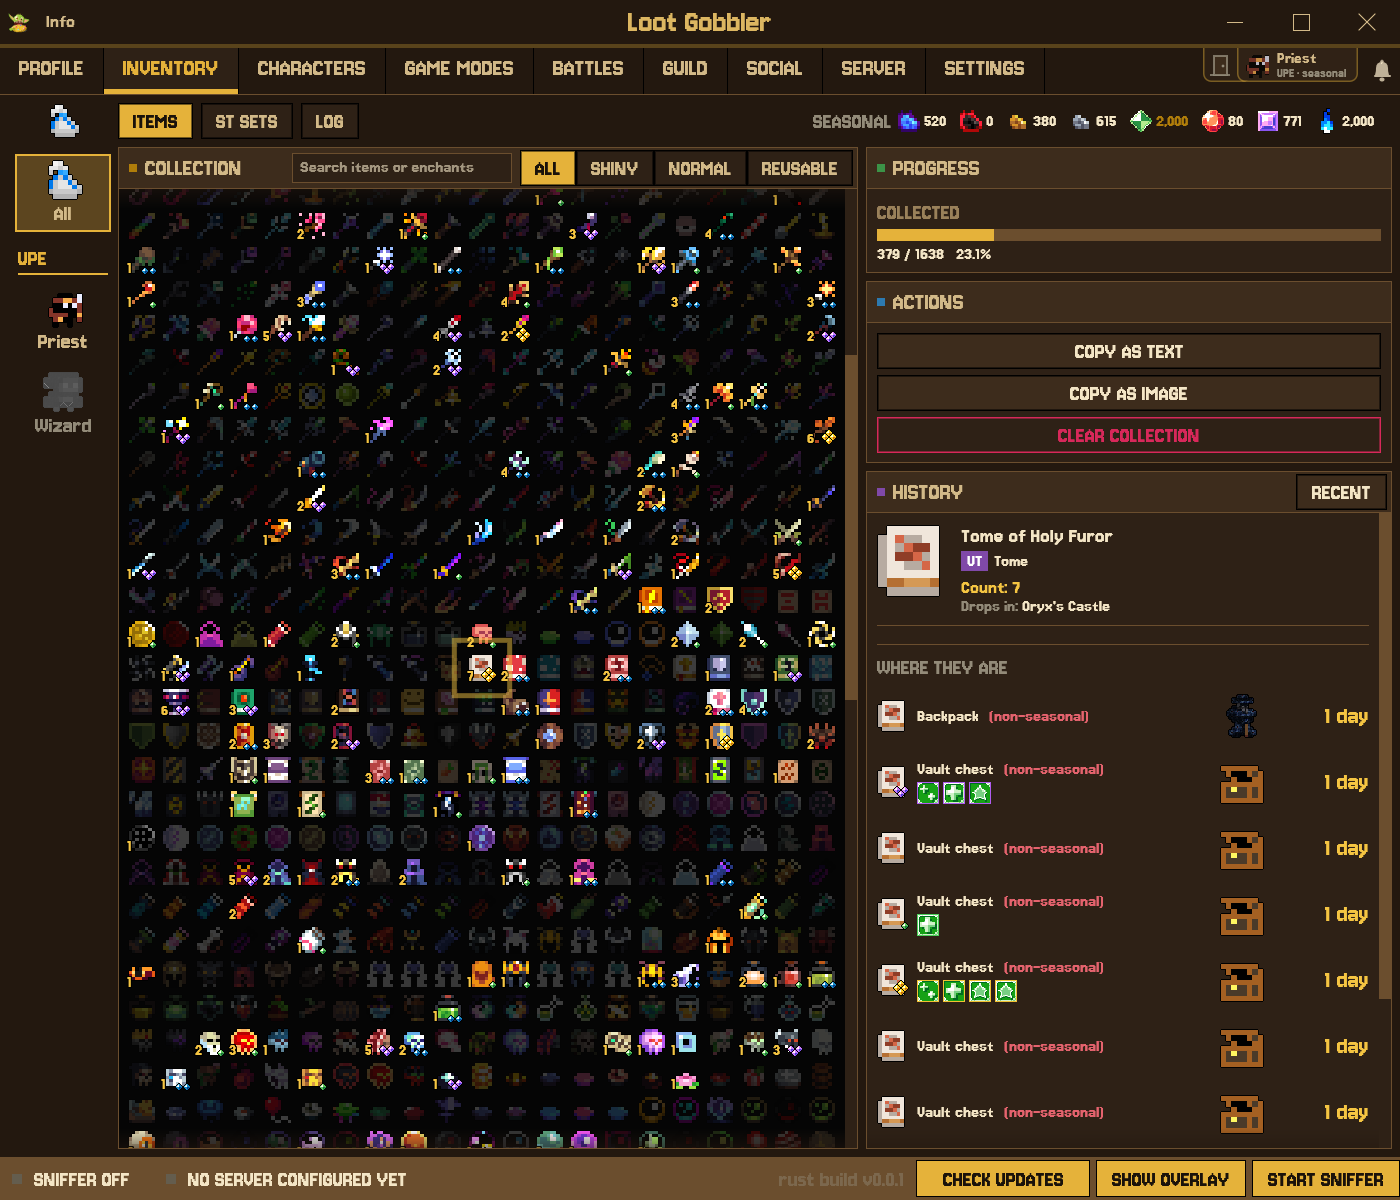 Info
Loot Gobbler
PROFILE
INVENTORY
CHARACTERS
GAME MODES
BATTLES
GUILD
SOCIAL
SERVER
SETTINGS
Priest
UPE · seasonal
ITEMS
ST SETS
LOG
SEASONAL 520 0 380 615 2,000 80 771 2,000
All
UPE
Priest
Wizard
COLLECTION
Search items or enchants
ALL
SHINY
NORMAL
REUSABLE
PROGRESS
COLLECTED
379 / 1638 23.1%
ACTIONS
COPY AS TEXT
COPY AS IMAGE
CLEAR COLLECTION
HISTORY
RECENT
Tome of Holy Furor
UT Tome
Count: 7
Drops in: Oryx's Castle
WHERE THEY ARE
Backpack (non-seasonal) 1 day
Vault chest (non-seasonal) 1 day
Vault chest (non-seasonal) 1 day
Vault chest (non-seasonal) 1 day
Vault chest (non-seasonal) 1 day
Vault chest (non-seasonal) 1 day
Vault chest (non-seasonal) 1 day
SNIFFER OFF
NO SERVER CONFIGURED YET
rust build v0.0.1
CHECK UPDATES
SHOW OVERLAY
START SNIFFER